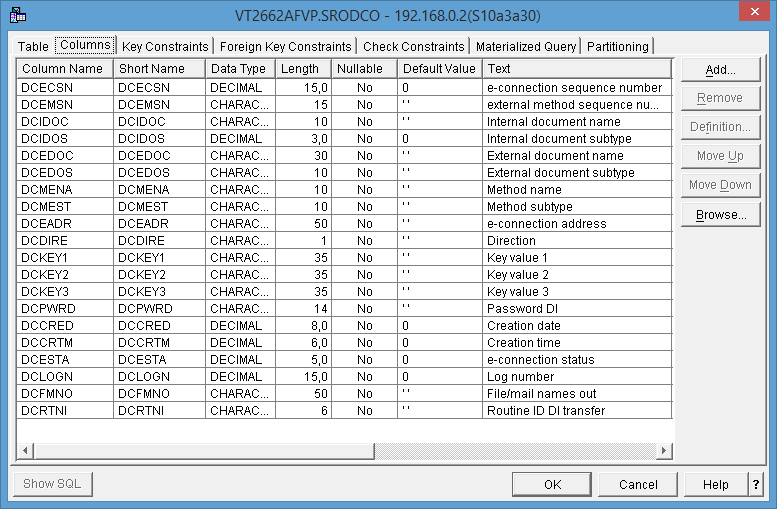 VT2662AFVP.SRODCO - 192.168.0.2(S10a3a30)
Table Columns Key Constraints Foreign Key Constraints Check Constraints Materialized Query Partitioning
Column Name Short Name Data Type Length Nullable Default Value Text Add...
DCECSN DCECSN DECIMAL 15,0 No 0 e-connection sequence number
DCEMSN DCEMSN CHARAC... 15 No ' ' external method sequence nu... Remove
DCIDOC DCIDOC CHARAC... 10 No ' ' Internal document name
DCIDOS DCIDOS DECIMAL 3,0 No 0 Internal document subtype Definition...
DCEDOC DCEDOC CHARAC... 30 No ' ' External document name Move Up
DCEDOS DCEDOS CHARAC... 10 No ' ' External document subtype
DCMENA DCMENA CHARAC... 10 No ' ' Method name Move Down
DCMEST DCMEST CHARAC... 10 No ' ' Method subtype
DCEADR DCEADR CHARAC... 50 No ' ' e-connection address Browse...
DCDIRE DCDIRE CHARAC... 1 No ' ' Direction
DCKEY1 DCKEY1 CHARAC... 35 No ' ' Key value 1
DCKEY2 DCKEY2 CHARAC... 35 No ' ' Key value 2
DCKEY3 DCKEY3 CHARAC... 35 No ' ' Key value 3
DCPWRD DCPWRD CHARAC... 14 No ' ' Password DI
DCCRED DCCRED DECIMAL 8,0 No 0 Creation date
DCCRTM DCCRTM DECIMAL 6,0 No 0 Creation time
DCESTA DCESTA DECIMAL 5,0 No 0 e-connection status
DCLOGN DCLOGN DECIMAL 15,0 No 0 Log number
DCFMNO DCFMNO CHARAC... 50 No ' ' File/mail names out
DCRTNI DCRTNI CHARAC... 6 No ' ' Routine ID DI transfer
Show SQL OK Cancel Help ?